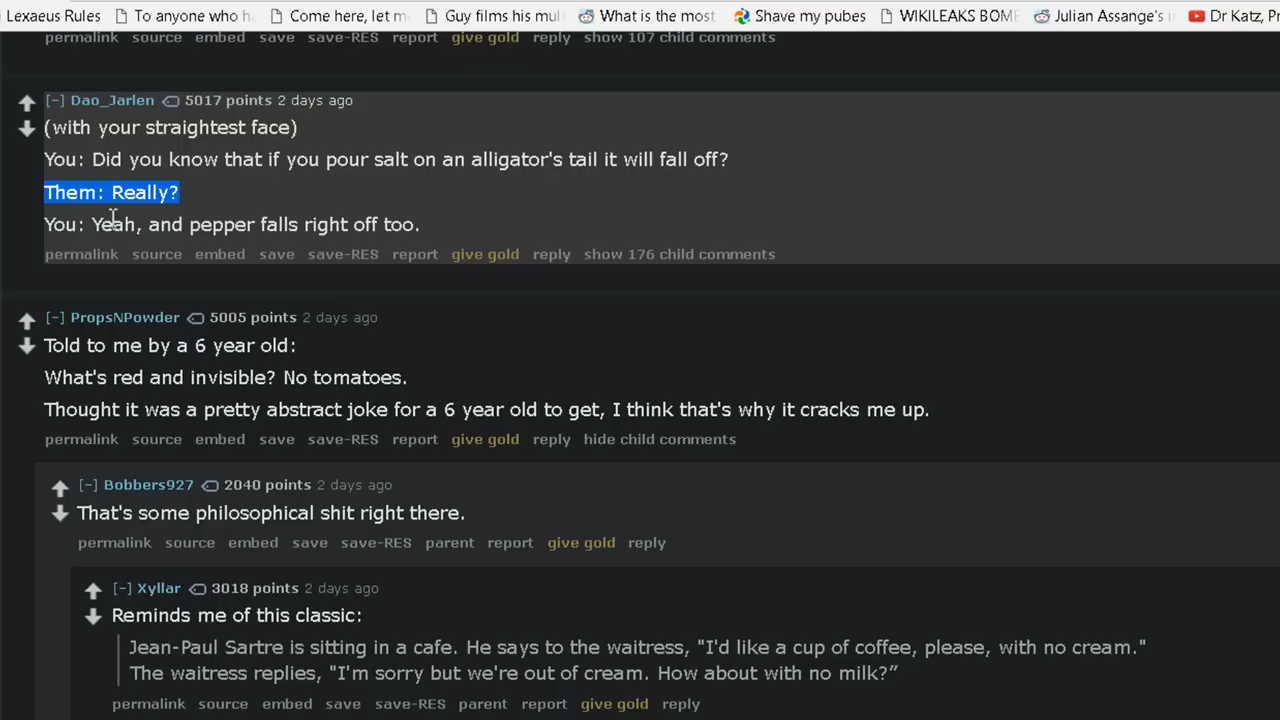 Lexaeus Rules To anyone who h Come here, let m Guy films his mul What is the most Shave my pubes WIKILEAKS BOM Julian Assange's i Dr Katz, P
permalink source embed save save-RES report give gold reply show 107 child comments
[-] Dao_Jarlen 5017 points 2 days ago
(with your straightest face)
You: Did you know that if you pour salt on an alligator's tail it will fall off?
Them: Really?
You: Yeah, and pepper falls right off too.
permalink source embed save save-RES report give gold reply show 176 child comments
[-] PropsNPowder 5005 points 2 days ago
Told to me by a 6 year old:
What's red and invisible? No tomatoes.
Thought it was a pretty abstract joke for a 6 year old to get, I think that's why it cracks me up.
permalink source embed save save-RES report give gold reply hide child comments
[-] Bobbers927 2040 points 2 days ago
That's some philosophical shit right there.
permalink source embed save save-RES parent report give gold reply
[-] Xyllar 3018 points 2 days ago
Reminds me of this classic:
Jean-Paul Sartre is sitting in a cafe. He says to the waitress, "I'd like a cup of coffee, please, with no cream."
The waitress replies, "I'm sorry but we're out of cream. How about with no milk?”
permalink source embed save save-RES parent report give gold reply